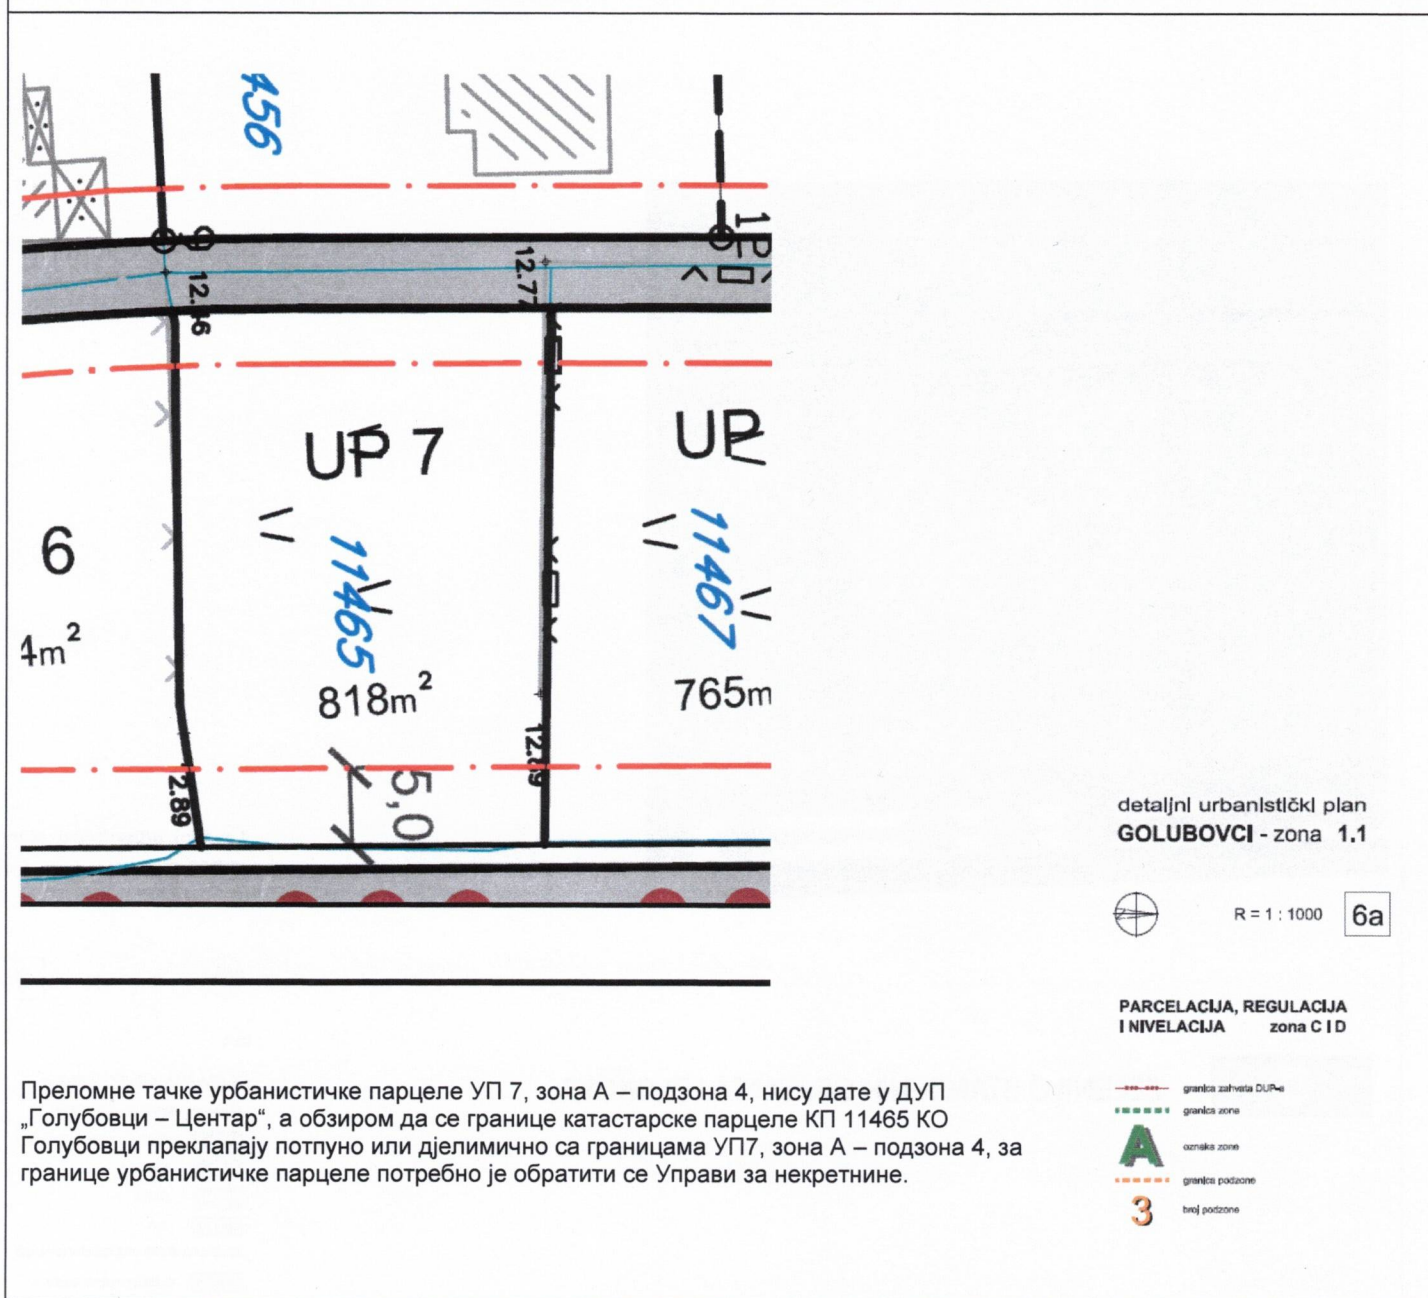 456
12.77
1P
UP 7
UP
11465
11467
6
4m²
818m²
765m
12.89
2.89
5,0
detaljni urbanistički plan
GOLUBOVCI - zona 1.1
R = 1 : 1000 6a
PARCELACIJA, REGULACIJA
I NIVELACIJA zona C I D
granica zahvata DUP-a
granica zone
A oznaka zone
granica podzone
3 broj podzone
Преломне тачке урбанистичке парцеле УП 7, зона А – подзона 4, нису дате у ДУП
„Голубовци – Центар“, а обзиром да се границе катастарске парцеле КП 11465 КО
Голубовци преклапају потпуно или дјелимично са границама УП7, зона А – подзона 4, за
границе урбанистичке парцеле потребно је обратити се Управи за некретнине.